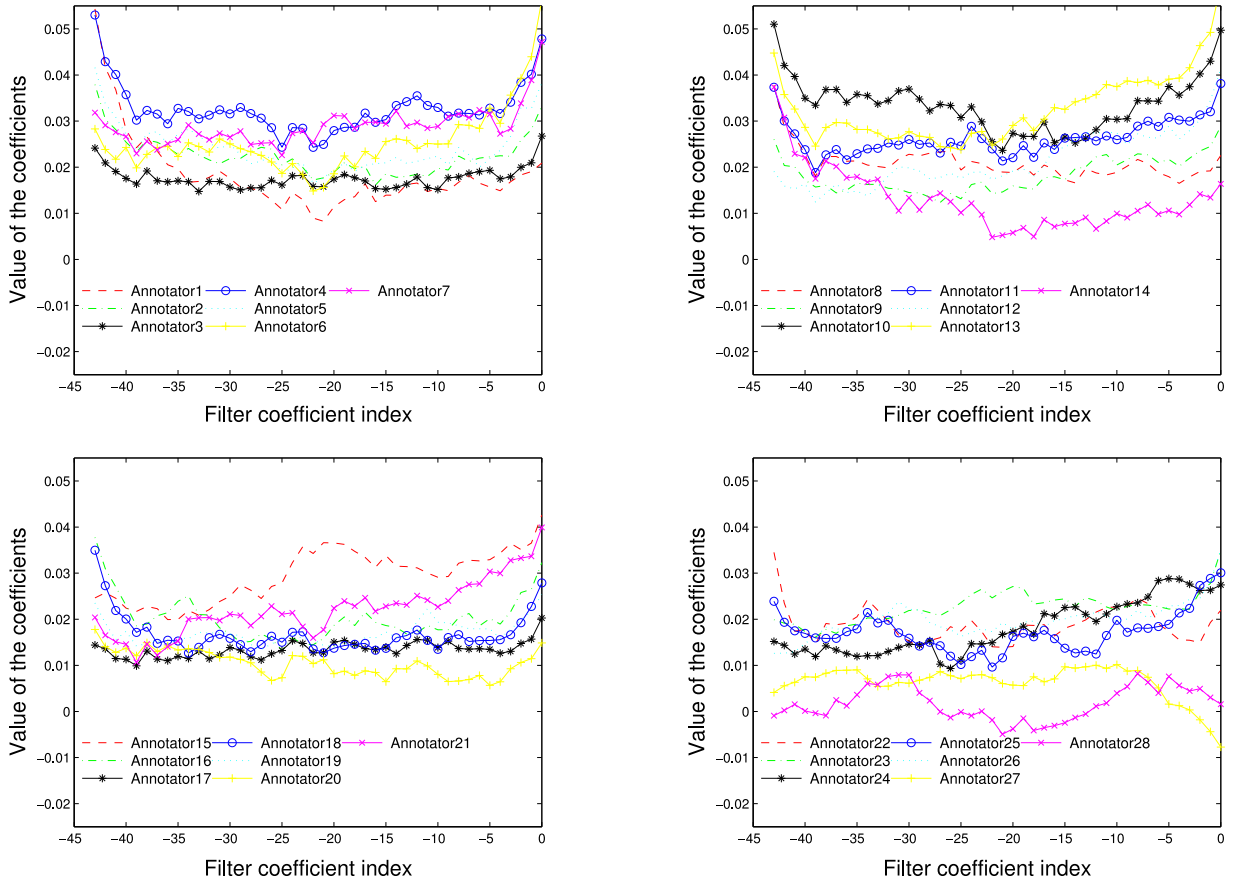 0.05
0.04
0.03
0.02
0.01
0
−0.01
−0.02
Value of the coefficients
Annotator1 Annotator4 Annotator7
Annotator2 Annotator5
Annotator3 Annotator6
−45 −40 −35 −30 −25 −20 −15 −10 −5 0
Filter coefficient index
0.05
0.04
0.03
0.02
0.01
0
−0.01
−0.02
Value of the coefficients
Annotator8 Annotator11 Annotator14
Annotator9 Annotator12
Annotator10 Annotator13
−45 −40 −35 −30 −25 −20 −15 −10 −5 0
Filter coefficient index
0.05
0.04
0.03
0.02
0.01
0
−0.01
−0.02
Value of the coefficients
Annotator15 Annotator18 Annotator21
Annotator16 Annotator19
Annotator17 Annotator20
−45 −40 −35 −30 −25 −20 −15 −10 −5 0
Filter coefficient index
0.05
0.04
0.03
0.02
0.01
0
−0.01
−0.02
Value of the coefficients
Annotator22 Annotator25 Annotator28
Annotator23 Annotator26
Annotator24 Annotator27
−45 −40 −35 −30 −25 −20 −15 −10 −5 0
Filter coefficient index